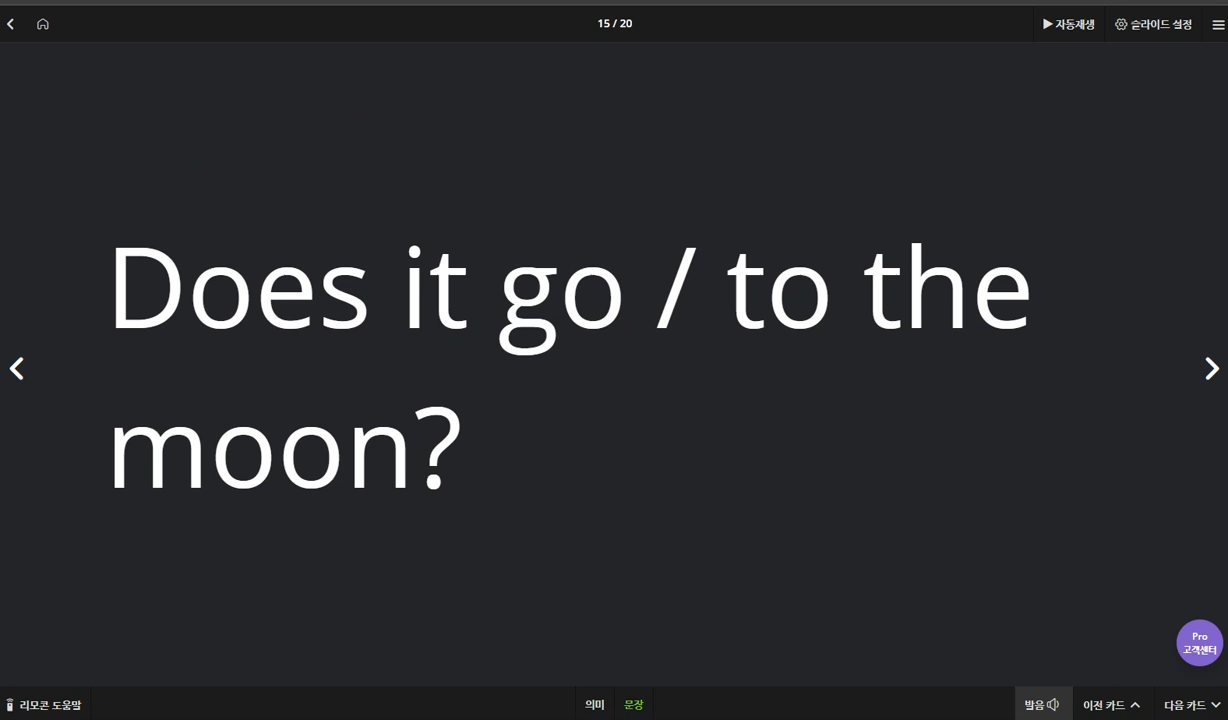 15 / 20
▶ 자동재생
슬라이드 설정
Does it go / to the
moon?
Pro
고객센터
리모콘 도움말
의미
문장
발음
이전 카드
다음 카드